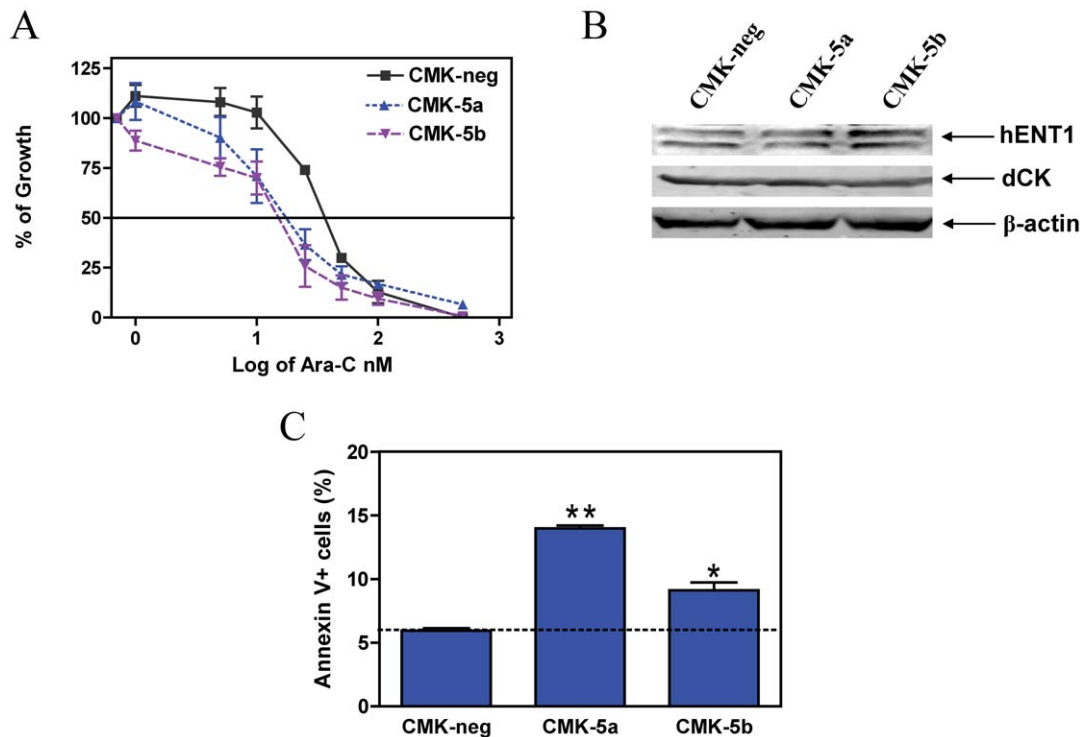 A
% of Growth
125
100
75
50
25
0
0
1
2
3
Log of Ara-C nM
CMK-neg
CMK-5a
CMK-5b
B
CMK-neg
CMK-5a
CMK-5b
hENT1
dCK
β-actin
C
Annexin V+ cells (%)
20
15
10
5
0
**
*
CMK-neg
CMK-5a
CMK-5b